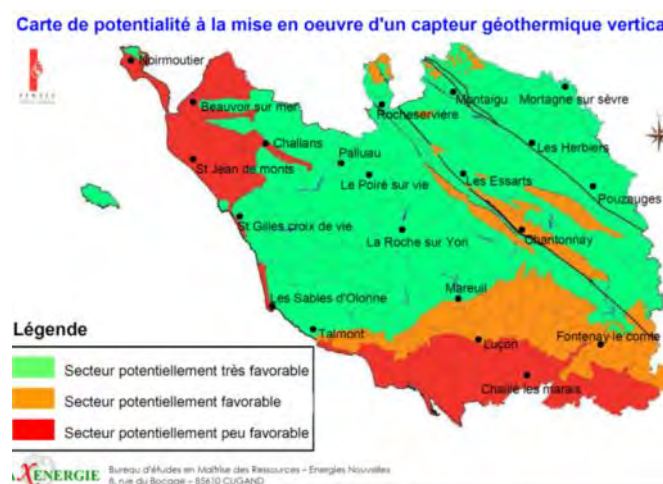 Carte de potentialité à la mise en oeuvre d'un capteur géothermique vertica
Noirmoutier
Beauvoir sur mer
Rocheservière
Montaigu
Mortagne sur sèvre
Challans
Palluau
Les Herbiers
St Jean de monts
Le Poiré sur vie
Les Essarts
Pouzauges
St Gilles croix de vie
La Roche sur Yon
Chantonnay
Mareuil
Les Sables d'Olonne
Talmont
Luçon
Fontenay le comte
Chaillé les marais
Légende
Secteur potentiellement très favorable
Secteur potentiellement favorable
Secteur potentiellement peu favorable
XENERGIE
Bureau d'études en Maîtrise des Ressources – Energies Nouvelles
8, rue du Bocage – 85610 CUGAND